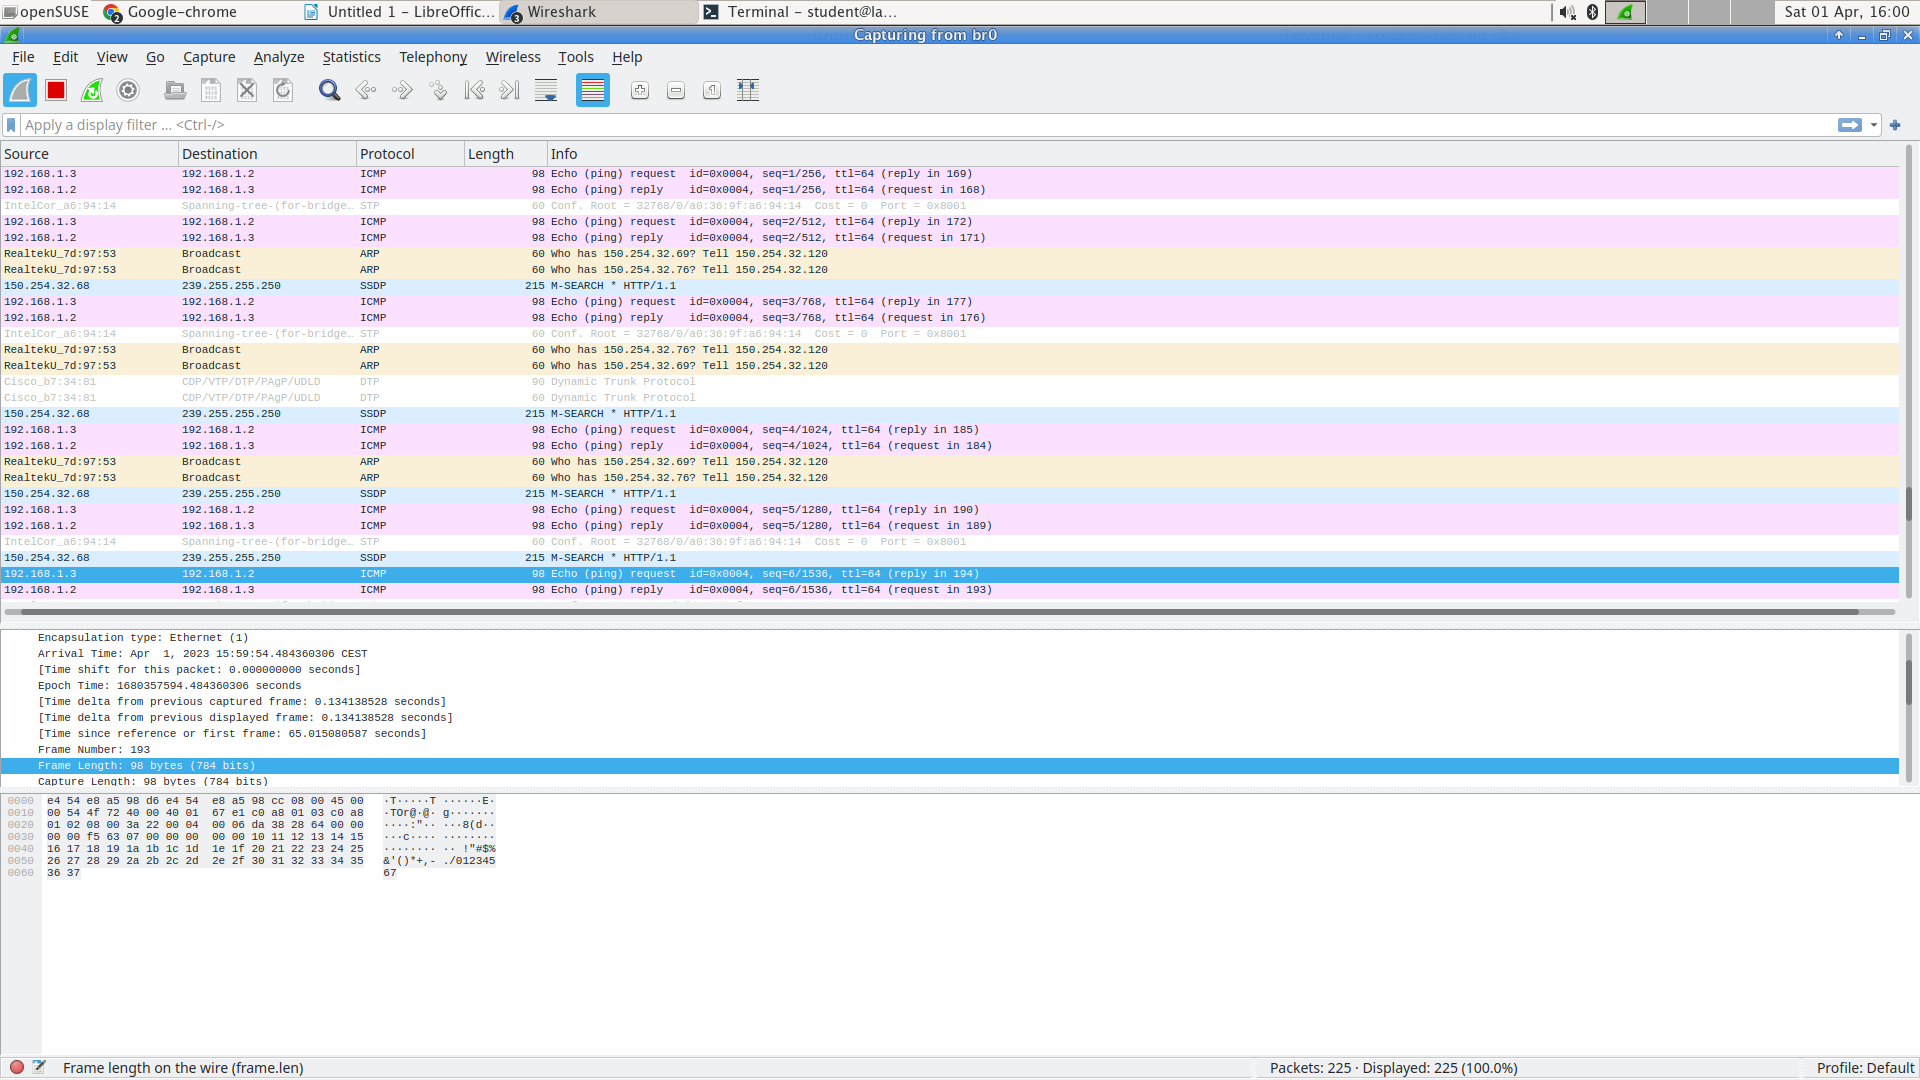 openSUSE 2 Google-chrome Untitled 1 – LibreOffic... 3 Wireshark Terminal – student@la... Sat 01 Apr, 16:00
Capturing from br0
File Edit View Go Capture Analyze Statistics Telephony Wireless Tools Help
Apply a display filter ... <Ctrl-/>
Source Destination Protocol Length Info
192.168.1.3 192.168.1.2 ICMP 98 Echo (ping) request id=0x0004, seq=1/256, ttl=64 (reply in 169)
192.168.1.2 192.168.1.3 ICMP 98 Echo (ping) reply id=0x0004, seq=1/256, ttl=64 (request in 168)
IntelCor_a6:94:14 Spanning-tree-(for-bridge… STP 60 Conf. Root = 32768/0/a0:36:9f:a6:94:14 Cost = 0 Port = 0x8001
192.168.1.3 192.168.1.2 ICMP 98 Echo (ping) request id=0x0004, seq=2/512, ttl=64 (reply in 172)
192.168.1.2 192.168.1.3 ICMP 98 Echo (ping) reply id=0x0004, seq=2/512, ttl=64 (request in 171)
RealtekU_7d:97:53 Broadcast ARP 60 Who has 150.254.32.69? Tell 150.254.32.120
RealtekU_7d:97:53 Broadcast ARP 60 Who has 150.254.32.76? Tell 150.254.32.120
150.254.32.68 239.255.255.250 SSDP 215 M-SEARCH * HTTP/1.1
192.168.1.3 192.168.1.2 ICMP 98 Echo (ping) request id=0x0004, seq=3/768, ttl=64 (reply in 177)
192.168.1.2 192.168.1.3 ICMP 98 Echo (ping) reply id=0x0004, seq=3/768, ttl=64 (request in 176)
IntelCor_a6:94:14 Spanning-tree-(for-bridge… STP 60 Conf. Root = 32768/0/a0:36:9f:a6:94:14 Cost = 0 Port = 0x8001
RealtekU_7d:97:53 Broadcast ARP 60 Who has 150.254.32.76? Tell 150.254.32.120
RealtekU_7d:97:53 Broadcast ARP 60 Who has 150.254.32.69? Tell 150.254.32.120
Cisco_b7:34:81 CDP/VTP/DTP/PAgP/UDLD DTP 90 Dynamic Trunk Protocol
Cisco_b7:34:81 CDP/VTP/DTP/PAgP/UDLD DTP 60 Dynamic Trunk Protocol
150.254.32.68 239.255.255.250 SSDP 215 M-SEARCH * HTTP/1.1
192.168.1.3 192.168.1.2 ICMP 98 Echo (ping) request id=0x0004, seq=4/1024, ttl=64 (reply in 185)
192.168.1.2 192.168.1.3 ICMP 98 Echo (ping) reply id=0x0004, seq=4/1024, ttl=64 (request in 184)
RealtekU_7d:97:53 Broadcast ARP 60 Who has 150.254.32.69? Tell 150.254.32.120
RealtekU_7d:97:53 Broadcast ARP 60 Who has 150.254.32.76? Tell 150.254.32.120
150.254.32.68 239.255.255.250 SSDP 215 M-SEARCH * HTTP/1.1
192.168.1.3 192.168.1.2 ICMP 98 Echo (ping) request id=0x0004, seq=5/1280, ttl=64 (reply in 190)
192.168.1.2 192.168.1.3 ICMP 98 Echo (ping) reply id=0x0004, seq=5/1280, ttl=64 (request in 189)
IntelCor_a6:94:14 Spanning-tree-(for-bridge… STP 60 Conf. Root = 32768/0/a0:36:9f:a6:94:14 Cost = 0 Port = 0x8001
150.254.32.68 239.255.255.250 SSDP 215 M-SEARCH * HTTP/1.1
192.168.1.3 192.168.1.2 ICMP 98 Echo (ping) request id=0x0004, seq=6/1536, ttl=64 (reply in 194)
192.168.1.2 192.168.1.3 ICMP 98 Echo (ping) reply id=0x0004, seq=6/1536, ttl=64 (request in 193)
Encapsulation type: Ethernet (1)
Arrival Time: Apr  1, 2023 15:59:54.484360306 CEST
[Time shift for this packet: 0.000000000 seconds]
Epoch Time: 1680357594.484360306 seconds
[Time delta from previous captured frame: 0.134138528 seconds]
[Time delta from previous displayed frame: 0.134138528 seconds]
[Time since reference or first frame: 65.015080587 seconds]
Frame Number: 193
Frame Length: 98 bytes (784 bits)
Capture Length: 98 bytes (784 bits)
0000 e4 54 e8 a5 98 d6 e4 54 e8 a5 98 cc 08 00 45 00 ·T·····T ······E·
0010 00 54 4f 72 40 00 40 01 67 e1 c0 a8 01 03 c0 a8 ·TOr@·@· g·······
0020 01 02 08 00 3a 22 00 04 00 06 da 38 28 64 00 00 ····:"·· ···8(d··
0030 00 00 f5 63 07 00 00 00 00 00 10 11 12 13 14 15 ···c···· ········
0040 16 17 18 19 1a 1b 1c 1d 1e 1f 20 21 22 23 24 25 ········ ·· !"#$%
0050 26 27 28 29 2a 2b 2c 2d 2e 2f 30 31 32 33 34 35 &'()*+,- ./012345
0060 36 37 67
Frame length on the wire (frame.len) Packets: 225 · Displayed: 225 (100.0%) Profile: Default